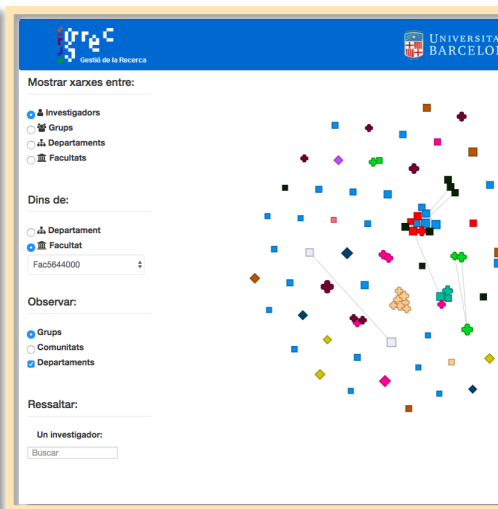 grec
Gestió de la Recerca
UNIVERSITA
BARCELO
Mostrar xarxes entre:
Investigadors
Grups
Departaments
Facultats
Dins de:
Departament
Facultat
Fac5644000
Observar:
Grups
Comunitats
Departaments
Ressaltar:
Un investigador:
Buscar